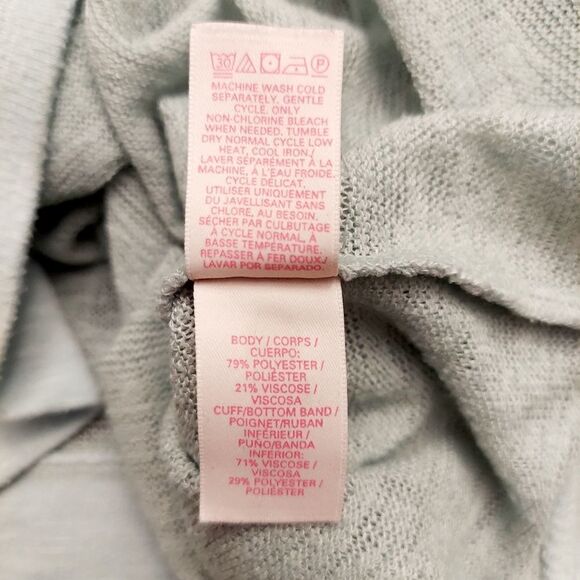 30 P
MACHINE WASH COLD
SEPARATELY, GENTLE
CYCLE, ONLY
NON-CHLORINE BLEACH
WHEN NEEDED, TUMBLE
DRY NORMAL CYCLE LOW
HEAT, COOL IRON./
LAVER SÉPARÉMENT À LA
MACHINE, À L'EAU FROIDE.
CYCLE DÉLICAT,
UTILISER UNIQUEMENT
DU JAVELLISANT SANS
CHLORE, AU BESOIN.
SÉCHER PAR CULBUTAGE
À CYCLE NORMAL, À
BASSE TEMPÉRATURE.
REPASSER À FER DOUX./
LAVAR POR SEPARADO.
BODY / CORPS /
CUERPO:
79% POLYESTER /
POLIÉSTER
21% VISCOSE /
VISCOSA
CUFF/BOTTOM BAND /
POIGNET/RUBAN
INFÉRIEUR /
PUÑO/BANDA
INFERIOR:
71% VISCOSE /
VISCOSA
29% POLYESTER /
POLIÉSTER